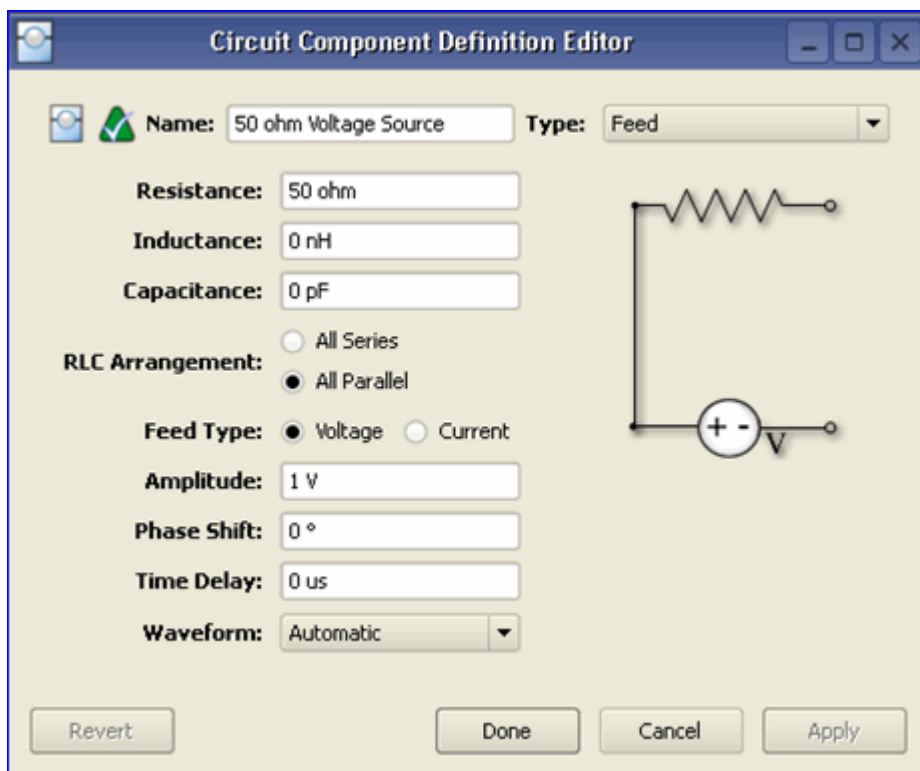 Circuit Component Definition Editor
Name: 50 ohm Voltage Source Type: Feed
Resistance: 50 ohm
Inductance: 0 nH
Capacitance: 0 pF
RLC Arrangement:
All Series
All Parallel
Feed Type: Voltage Current
Amplitude: 1 V
Phase Shift: 0 °
Time Delay: 0 us
Waveform: Automatic
+ -
V
Revert Done Cancel Apply